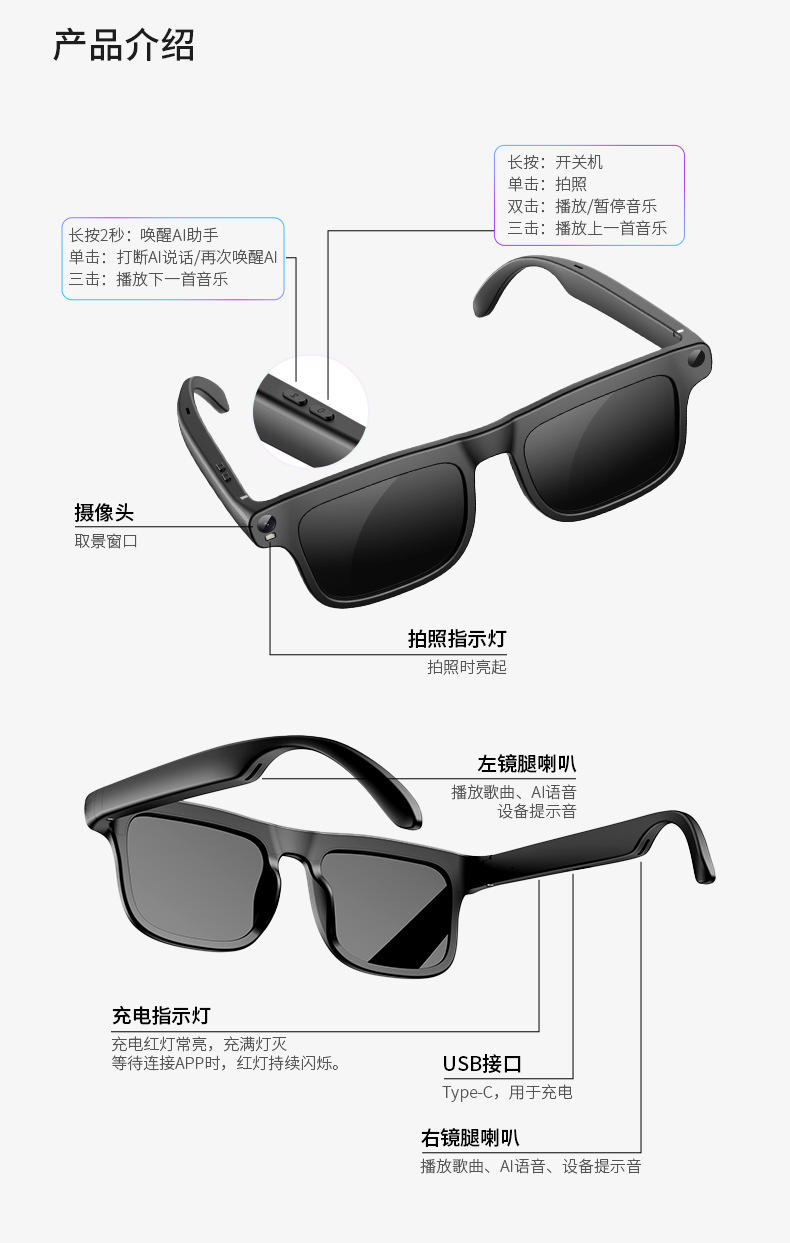 产品介绍
长按：开关机
单击：拍照
双击：播放/暂停音乐
三击：播放上一首音乐
长按2秒：唤醒AI助手
单击：打断AI说话/再次唤醒AI
三击：播放下一首音乐
摄像头
取景窗口
拍照指示灯
拍照时亮起
左镜腿喇叭
播放歌曲、AI语音
设备提示音
充电指示灯
充电红灯常亮，充满灯灭
等待连接APP时，红灯持续闪烁。
USB接口
Type-C，用于充电
右镜腿喇叭
播放歌曲、AI语音、设备提示音